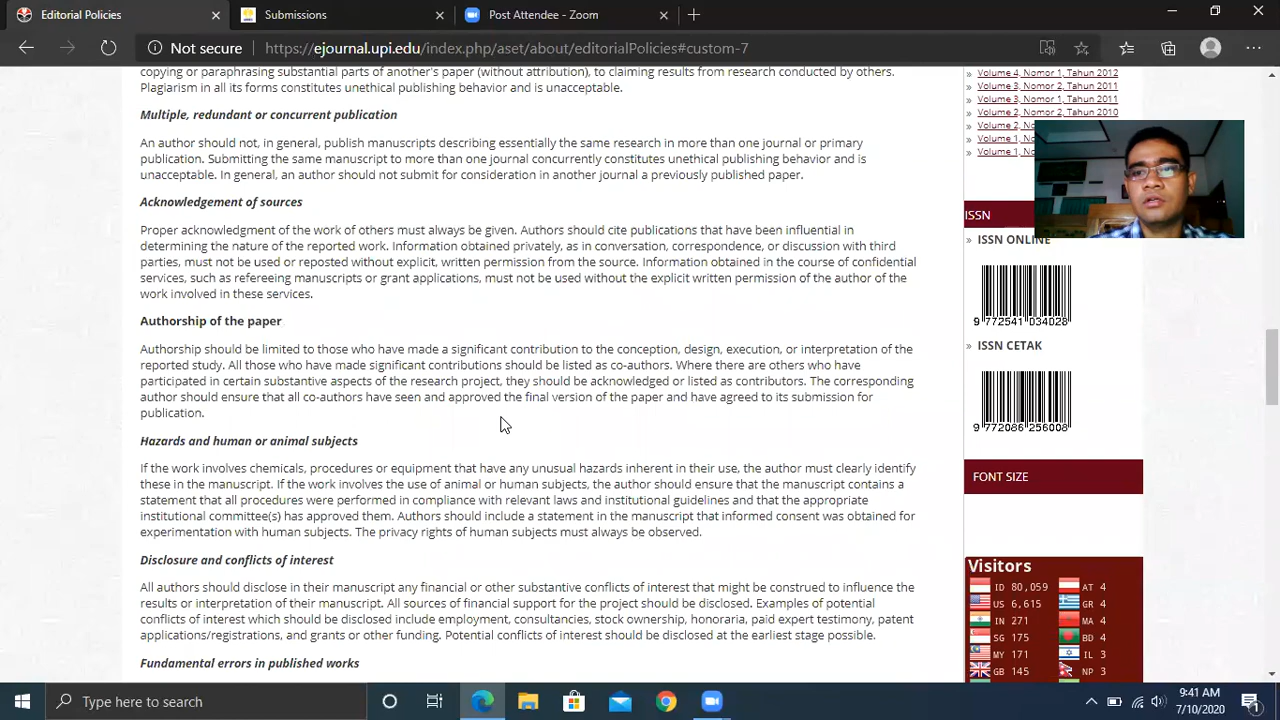 Editorial Policies
Submissions
Post Attendee - Zoom
Not secure
https://ejournal.upi.edu/index.php/aset/about/editorialPolicies#custom-7
copying or paraphrasing substantial parts of another's paper (without attribution), to claiming results from research conducted by others.
Plagiarism in all its forms constitutes unethical publishing behavior and is unacceptable.
Multiple, redundant or concurrent publication
An author should not, in general, publish manuscripts describing essentially the same research in more than one journal or primary
publication. Submitting the same manuscript to more than one journal concurrently constitutes unethical publishing behavior and is
unacceptable. In general, an author should not submit for consideration in another journal a previously published paper.
Acknowledgement of sources
Proper acknowledgment of the work of others must always be given. Authors should cite publications that have been influential in
determining the nature of the reported work. Information obtained privately, as in conversation, correspondence, or discussion with third
parties, must not be used or reposted without explicit, written permission from the source. Information obtained in the course of confidential
services, such as refereeing manuscripts or grant applications, must not be used without the explicit written permission of the author of the
work involved in these services.
Authorship of the paper
Authorship should be limited to those who have made a significant contribution to the conception, design, execution, or interpretation of the
reported study. All those who have made significant contributions should be listed as co-authors. Where there are others who have
participated in certain substantive aspects of the research project, they should be acknowledged or listed as contributors. The corresponding
author should ensure that all co-authors have seen and approved the final version of the paper and have agreed to its submission for
publication.
Hazards and human or animal subjects
If the work involves chemicals, procedures or equipment that have any unusual hazards inherent in their use, the author must clearly identify
these in the manuscript. If the work involves the use of animal or human subjects, the author should ensure that the manuscript contains a
statement that all procedures were performed in compliance with relevant laws and institutional guidelines and that the appropriate
institutional committee(s) has approved them. Authors should include a statement in the manuscript that informed consent was obtained for
experimentation with human subjects. The privacy rights of human subjects must always be observed.
Disclosure and conflicts of interest
All authors should disclose in their manuscript any financial or other substantive conflicts of interest that might be construed to influence the
results or interpretation of their manuscript. All sources of financial support for the project should be disclosed. Examples of potential
conflicts of interest which should be disclosed include employment, consultancies, stock ownership, honoraria, paid expert testimony, patent
applications/registrations, and grants or other funding. Potential conflicts of interest should be disclosed at the earliest stage possible.
Fundamental errors in published works
» Volume 4, Nomor 1, Tahun 2012
» Volume 3, Nomor 2, Tahun 2011
» Volume 3, Nomor 1, Tahun 2011
» Volume 2, Nomor 2, Tahun 2010
» Volume 2, No
» Volume 1, No
» Volume 1, No
ISSN
» ISSN ONLINE
9 772541 034028
» ISSN CETAK
9 772086 256008
FONT SIZE
Visitors
ID 80,059 AT 4
US 6,615 GR 4
IN 271 MA 4
SG 175 BD 4
MY 171 IL 3
GB 145 NP 3
Type here to search
9:41 AM
7/10/2020
1